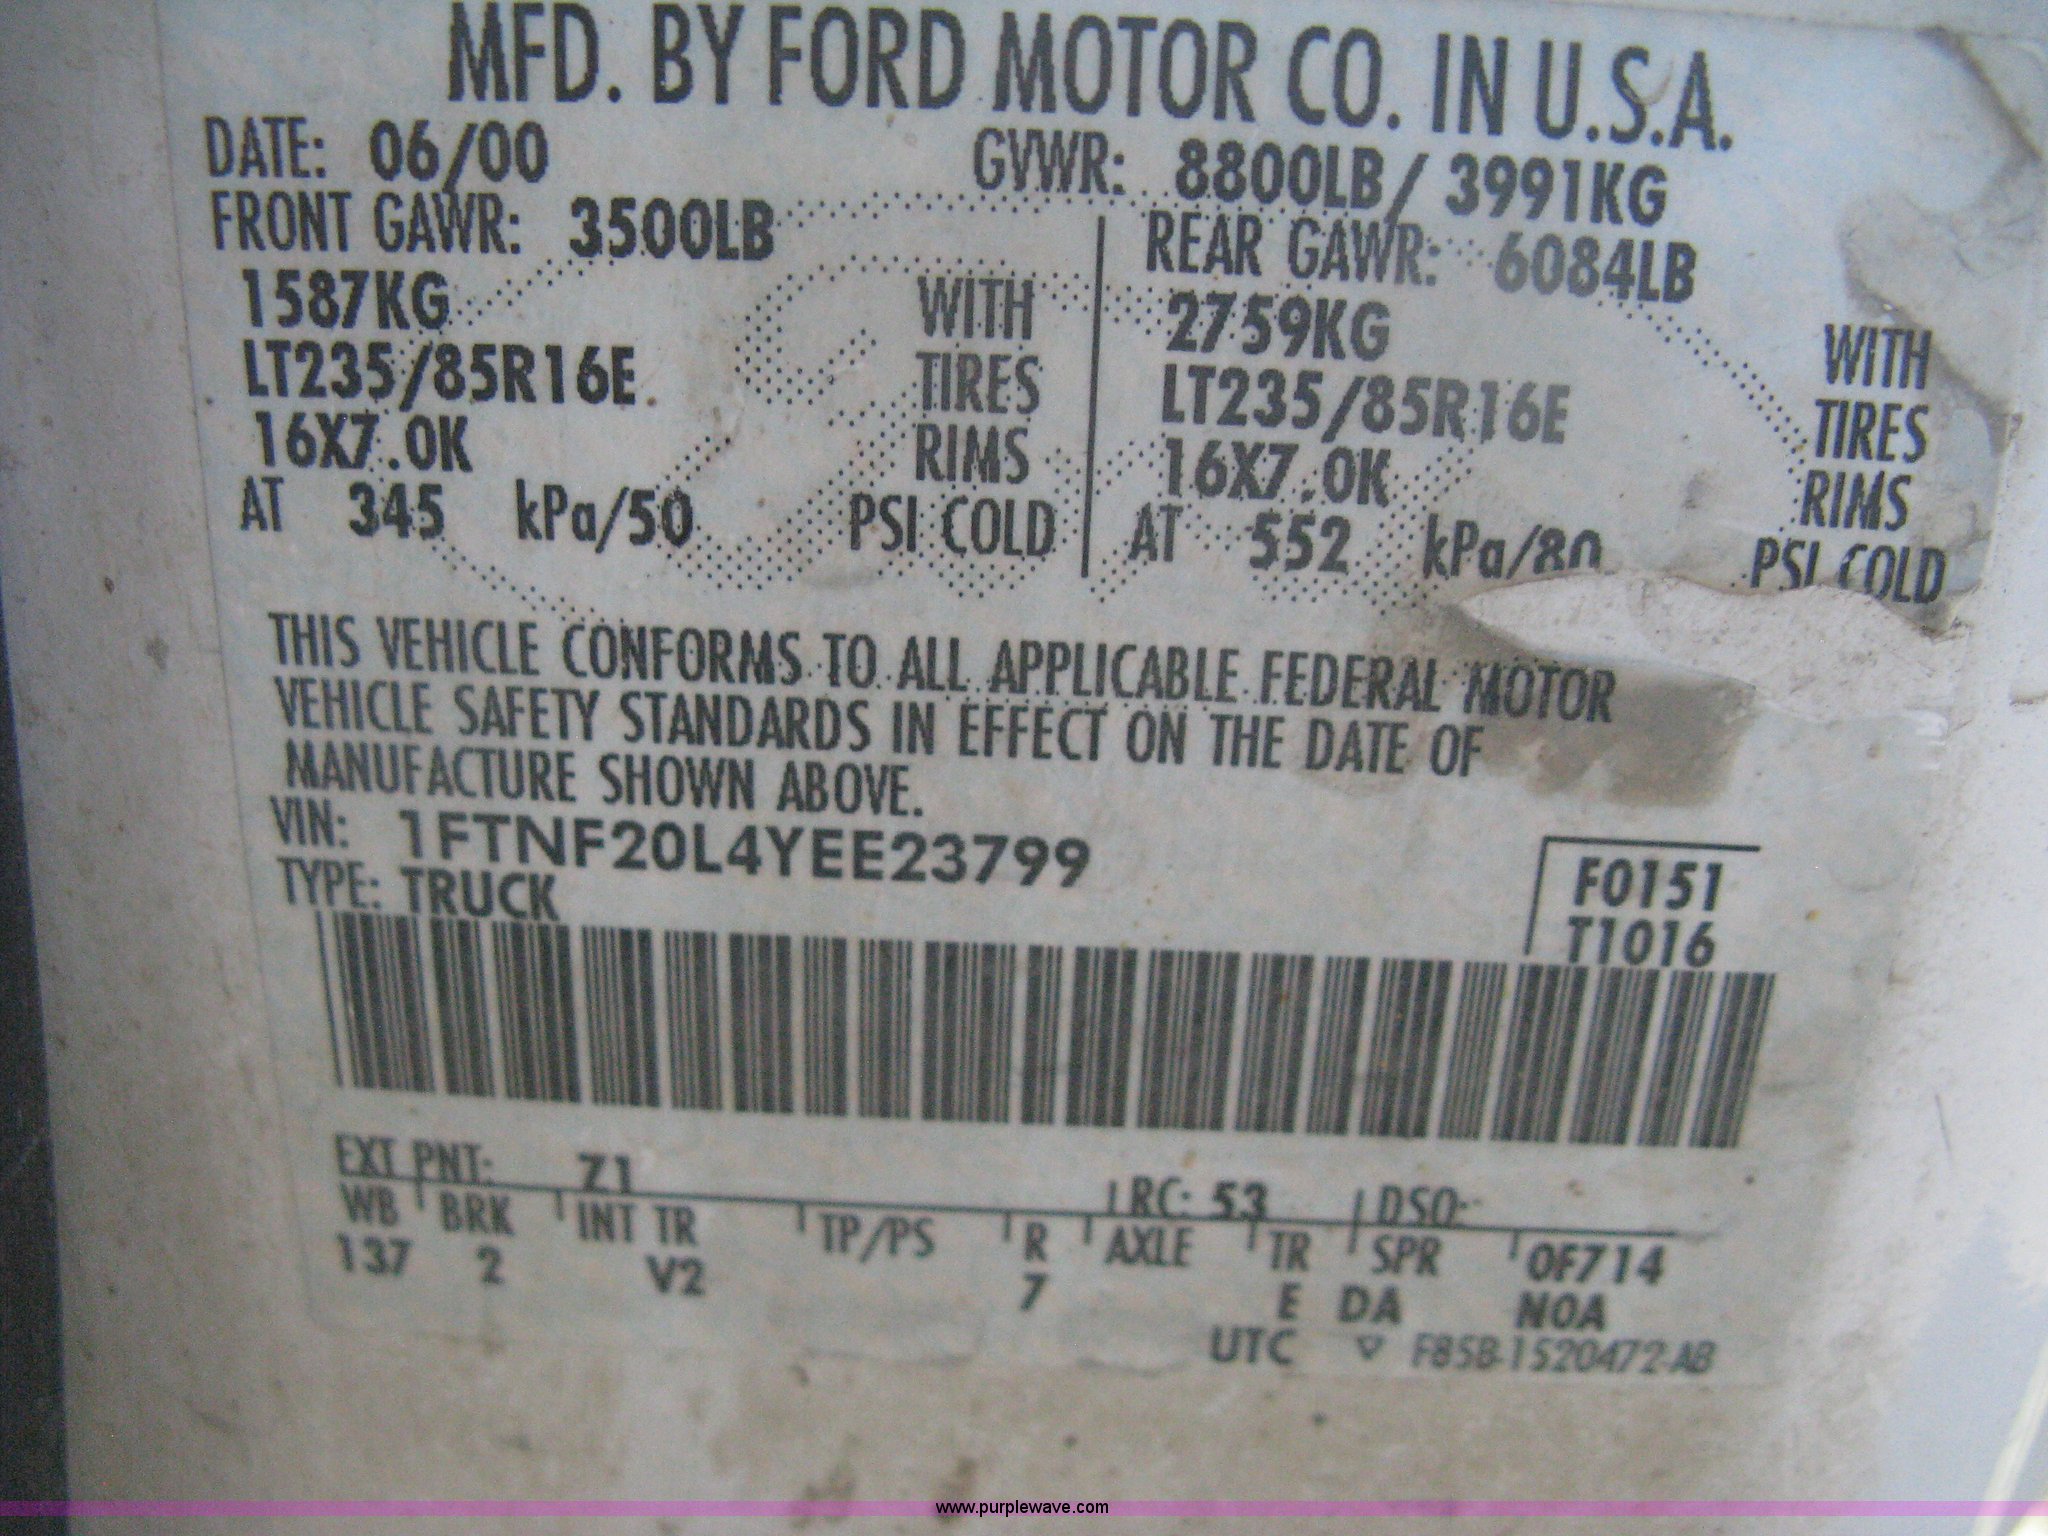 MFD. BY FORD MOTOR CO. IN U.S.A.
DATE: 06/00 GVWR: 8800LB/ 3991KG
FRONT GAWR: 3500LB REAR GAWR: 6084LB
1587KG WITH 2759KG WITH
LT235/85R16E TIRES LT235/85R16E TIRES
16X7.0K RIMS 16X7.0K RIMS
AT 345 kPa/50 PSI COLD AT 552 kPa/80 PSI COLD
THIS VEHICLE CONFORMS TO ALL APPLICABLE FEDERAL MOTOR
VEHICLE SAFETY STANDARDS IN EFFECT ON THE DATE OF
MANUFACTURE SHOWN ABOVE.
VIN: 1FTNF20L4YEE23799
TYPE: TRUCK F0151
T1016
EXT PNT: Z1 RC: 53 DSO:
WB BRK INT TR TP/PS R AXLE TR SPR 0F714
137 2 V2 7 E DA N0A
UTC ▽ F85B-1520472-AB
www.purplewave.com